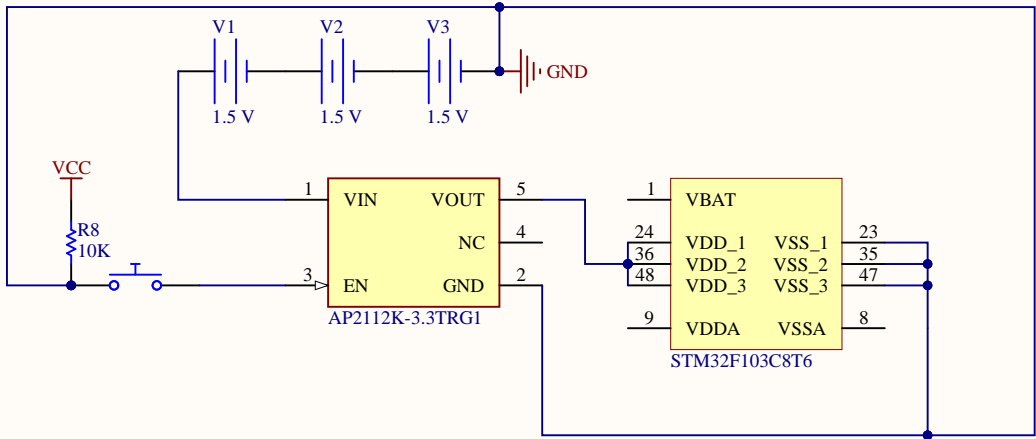 V1
V2
V3
GND
1.5 V
1.5 V
1.5 V
VCC
R8
10K
1
VIN
VOUT
5
NC
4
3
EN
GND
2
AP2112K-3.3TRG1
1
VBAT
24
VDD_1
VSS_1
23
36
VDD_2
VSS_2
35
48
VDD_3
VSS_3
47
9
VDDA
VSSA
8
STM32F103C8T6